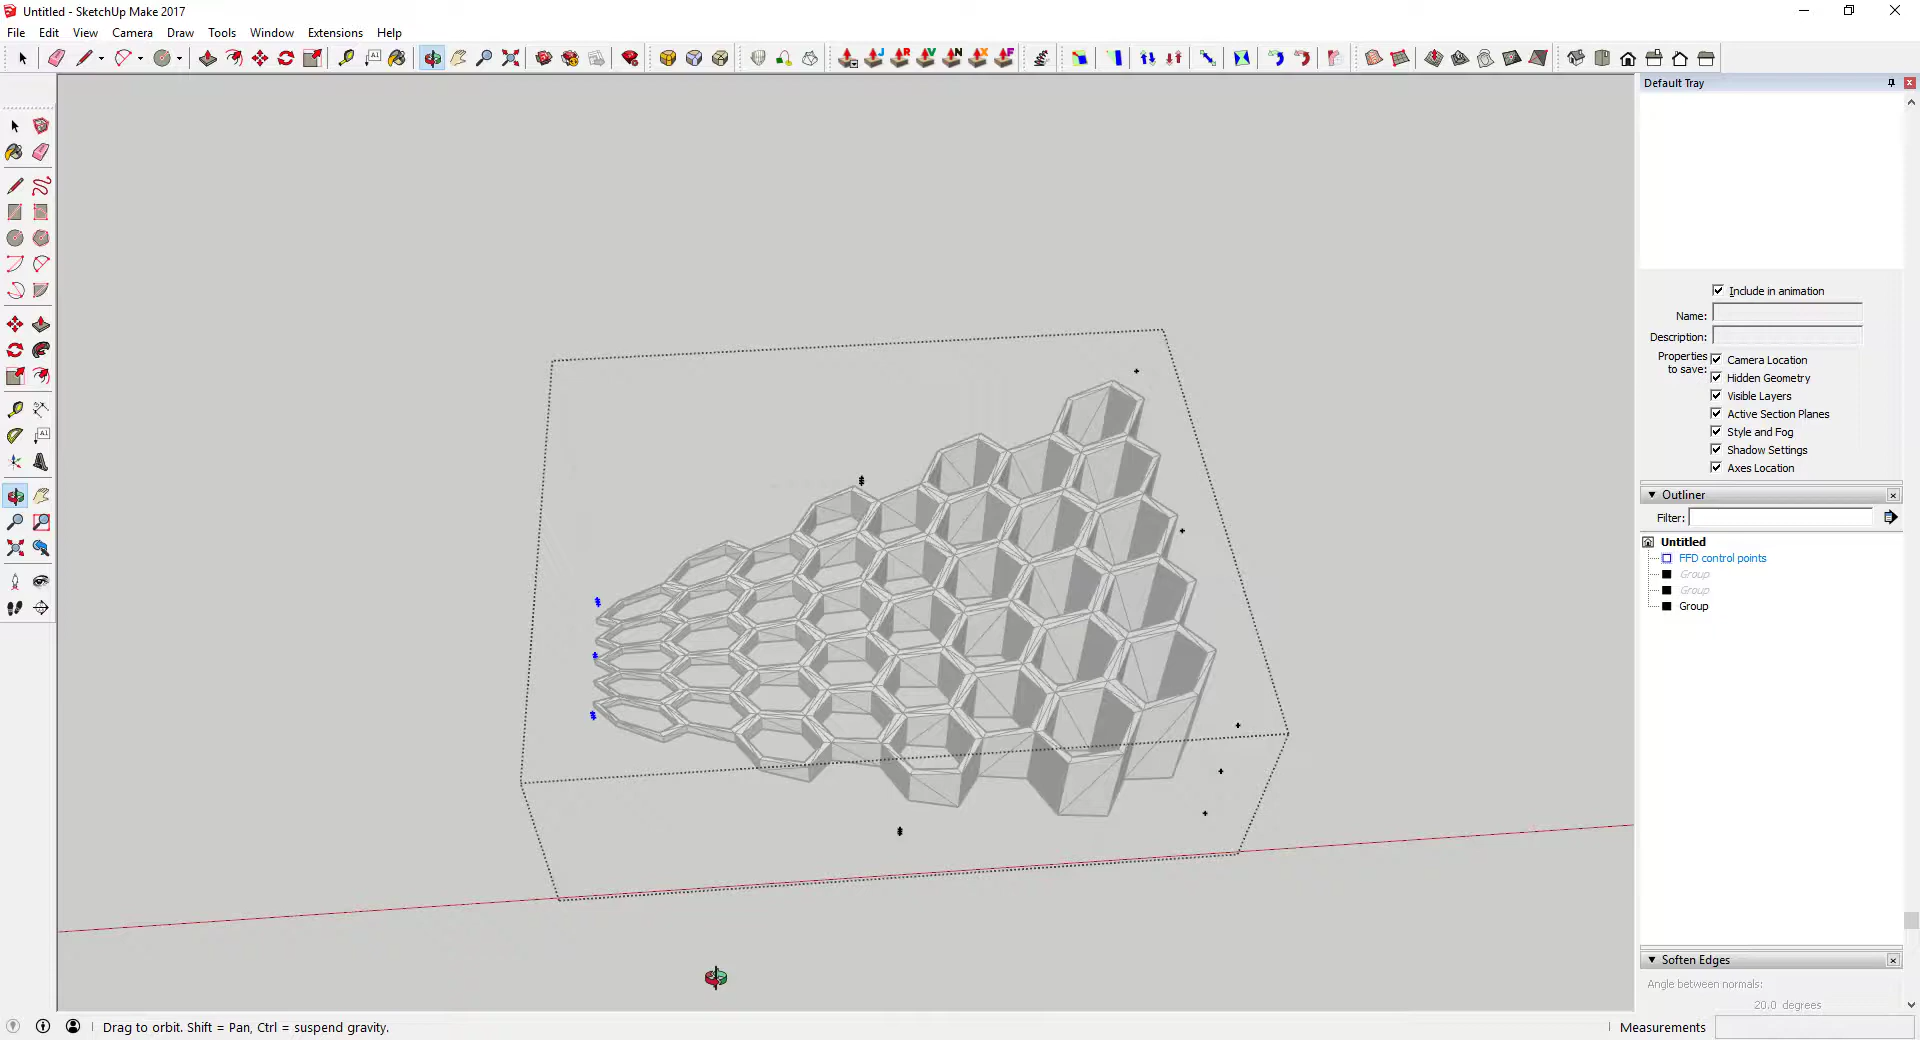 Untitled - SketchUp Make 2017
File Edit View Camera Draw Tools Window Extensions Help
J R V N X F
A1
Default Tray
Include in animation
Name:
Description:
Properties to save:
Camera Location
Hidden Geometry
Visible Layers
Active Section Planes
Style and Fog
Shadow Settings
Axes Location
Outliner
Filter:
Untitled
FFD control points
Group
Group
Group
Soften Edges
Angle between normals:
20.0 degrees
A1
Drag to orbit. Shift = Pan, Ctrl = suspend gravity.
Measurements